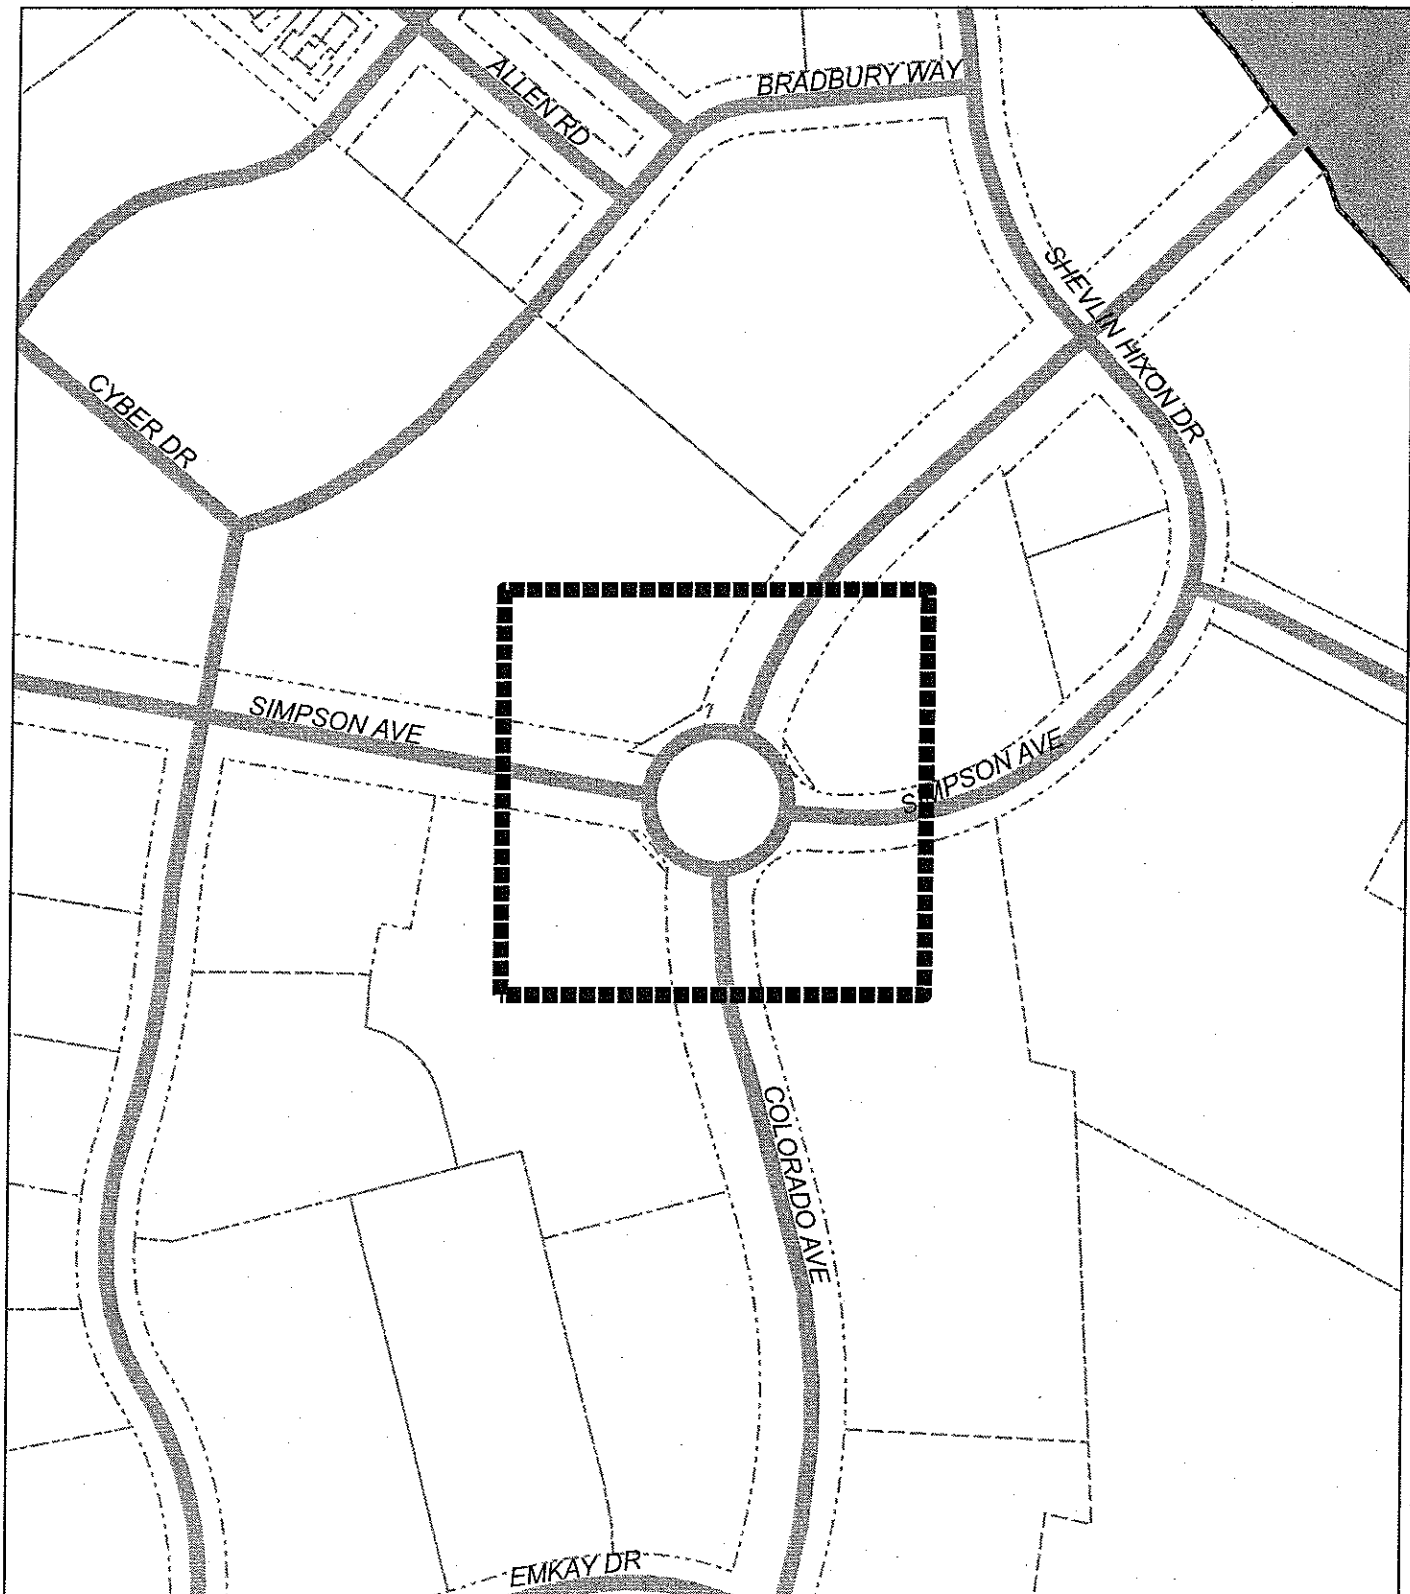 BRADBURY WAY
ALLEN RD
SHEVLIN HIXON DR
CYBER DR
SIMPSON AVE
SIMPSON AVE
COLORADO AVE
EMKAY DR